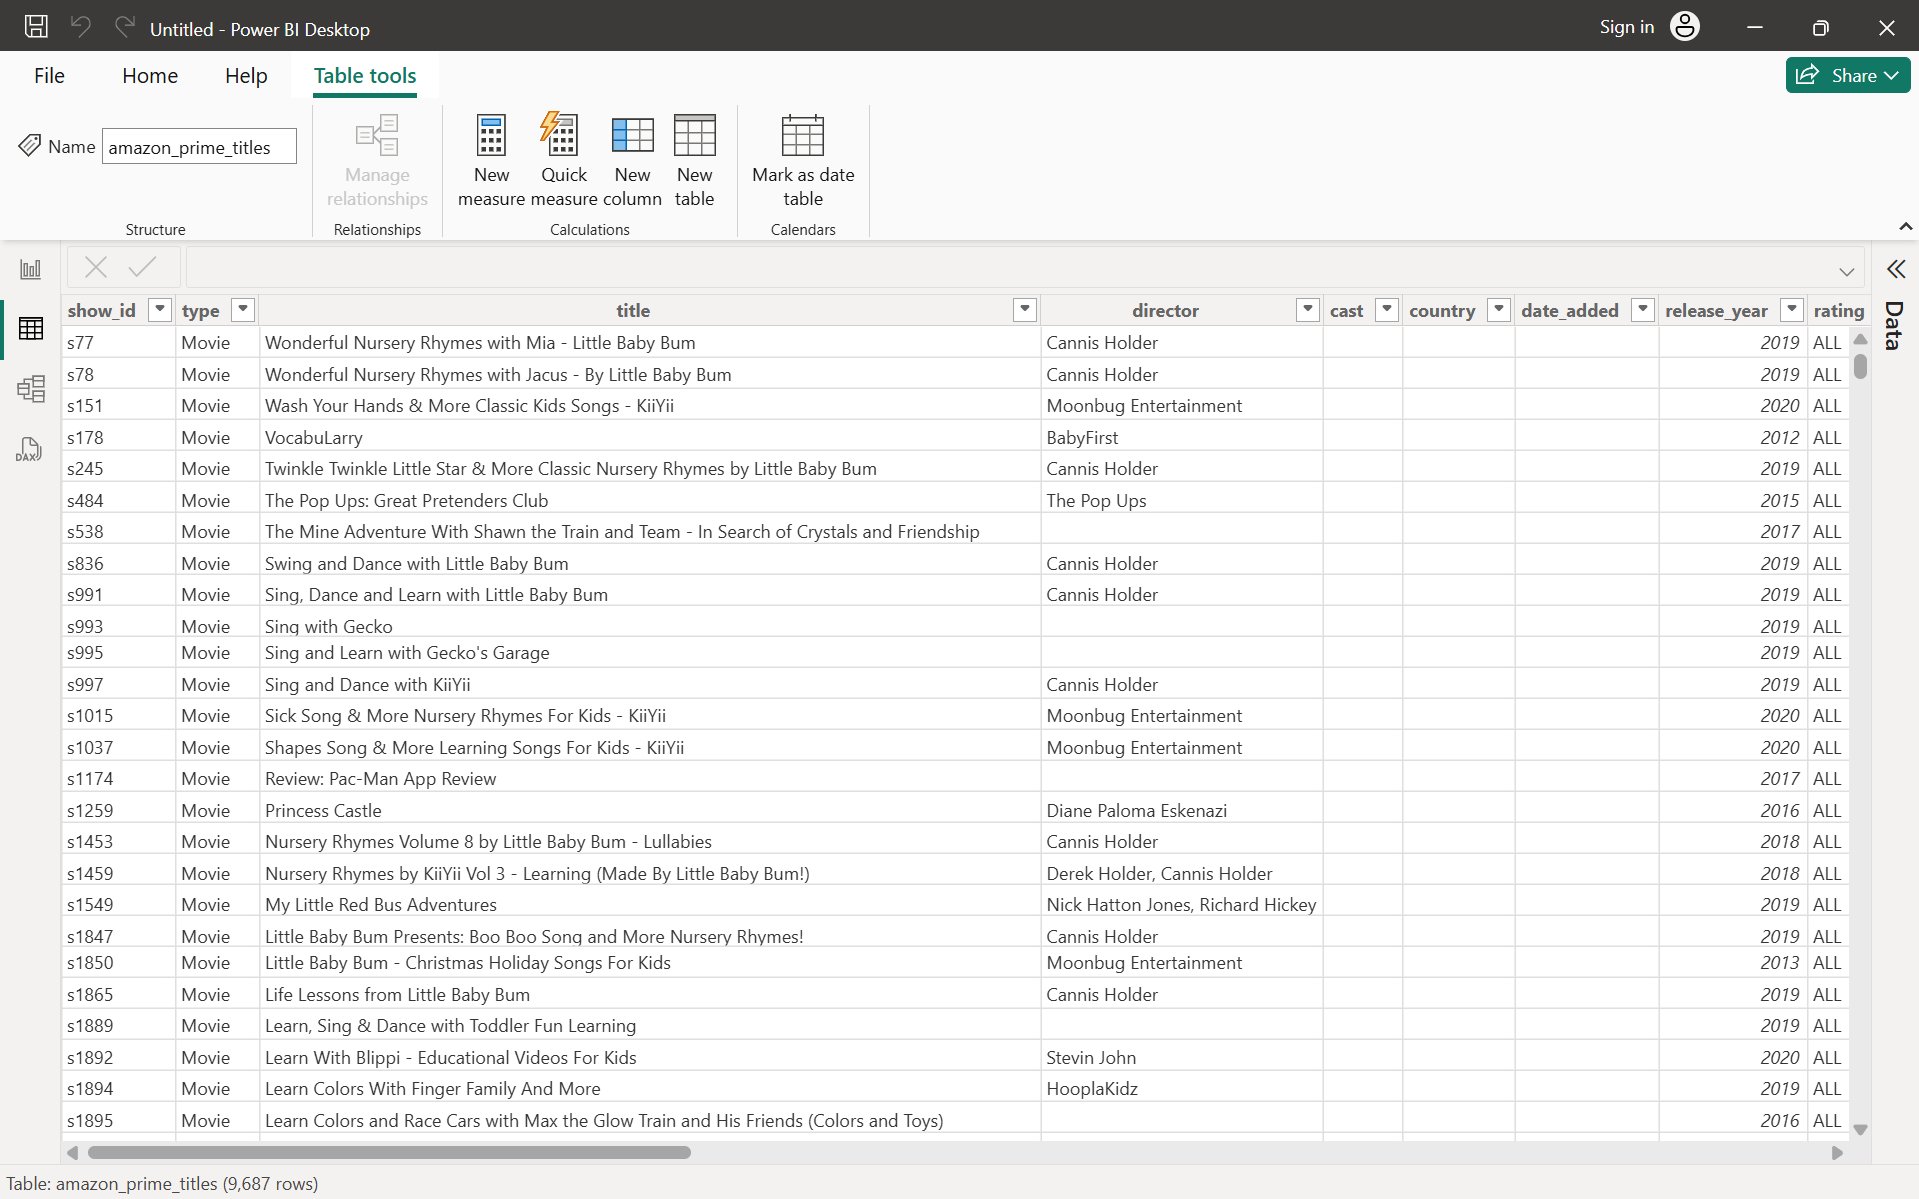 Untitled - Power BI Desktop
Sign in
File Home Help Table tools
Share
Name amazon_prime_titles
Manage relationships
New measure
Quick measure
New column
New table
Mark as date table
Structure
Relationships
Calculations
Calendars
DAX
Data
show_id type title director cast country date_added release_year rating
s77 Movie Wonderful Nursery Rhymes with Mia - Little Baby Bum Cannis Holder 2019 ALL
s78 Movie Wonderful Nursery Rhymes with Jacus - By Little Baby Bum Cannis Holder 2019 ALL
s151 Movie Wash Your Hands & More Classic Kids Songs - KiiYii Moonbug Entertainment 2020 ALL
s178 Movie VocabuLarry BabyFirst 2012 ALL
s245 Movie Twinkle Twinkle Little Star & More Classic Nursery Rhymes by Little Baby Bum Cannis Holder 2019 ALL
s484 Movie The Pop Ups: Great Pretenders Club The Pop Ups 2015 ALL
s538 Movie The Mine Adventure With Shawn the Train and Team - In Search of Crystals and Friendship 2017 ALL
s836 Movie Swing and Dance with Little Baby Bum Cannis Holder 2019 ALL
s991 Movie Sing, Dance and Learn with Little Baby Bum Cannis Holder 2019 ALL
s993 Movie Sing with Gecko 2019 ALL
s995 Movie Sing and Learn with Gecko's Garage 2019 ALL
s997 Movie Sing and Dance with KiiYii Cannis Holder 2019 ALL
s1015 Movie Sick Song & More Nursery Rhymes For Kids - KiiYii Moonbug Entertainment 2020 ALL
s1037 Movie Shapes Song & More Learning Songs For Kids - KiiYii Moonbug Entertainment 2020 ALL
s1174 Movie Review: Pac-Man App Review 2017 ALL
s1259 Movie Princess Castle Diane Paloma Eskenazi 2016 ALL
s1453 Movie Nursery Rhymes Volume 8 by Little Baby Bum - Lullabies Cannis Holder 2018 ALL
s1459 Movie Nursery Rhymes by KiiYii Vol 3 - Learning (Made By Little Baby Bum!) Derek Holder, Cannis Holder 2018 ALL
s1549 Movie My Little Red Bus Adventures Nick Hatton Jones, Richard Hickey 2019 ALL
s1847 Movie Little Baby Bum Presents: Boo Boo Song and More Nursery Rhymes! Cannis Holder 2019 ALL
s1850 Movie Little Baby Bum - Christmas Holiday Songs For Kids Moonbug Entertainment 2013 ALL
s1865 Movie Life Lessons from Little Baby Bum Cannis Holder 2019 ALL
s1889 Movie Learn, Sing & Dance with Toddler Fun Learning 2019 ALL
s1892 Movie Learn With Blippi - Educational Videos For Kids Stevin John 2020 ALL
s1894 Movie Learn Colors With Finger Family And More HooplaKidz 2019 ALL
s1895 Movie Learn Colors and Race Cars with Max the Glow Train and His Friends (Colors and Toys) 2016 ALL
Table: amazon_prime_titles (9,687 rows)